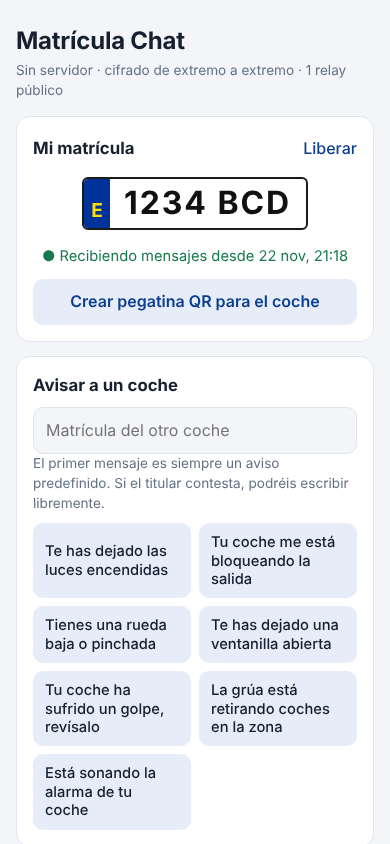 Matrícula Chat
Sin servidor · cifrado de extremo a extremo · 1 relay
público
Mi matrícula
Liberar
E
1234 BCD
Recibiendo mensajes desde 22 nov, 21:18
Crear pegatina QR para el coche
Avisar a un coche
Matrícula del otro coche
El primer mensaje es siempre un aviso
predefinido. Si el titular contesta, podréis escribir
libremente.
Te has dejado las
luces encendidas
Tu coche me está
bloqueando la
salida
Tienes una rueda
baja o pinchada
Te has dejado una
ventanilla abierta
Tu coche ha
sufrido un golpe,
revísalo
La grúa está
retirando coches
en la zona
Está sonando la
alarma de tu
coche